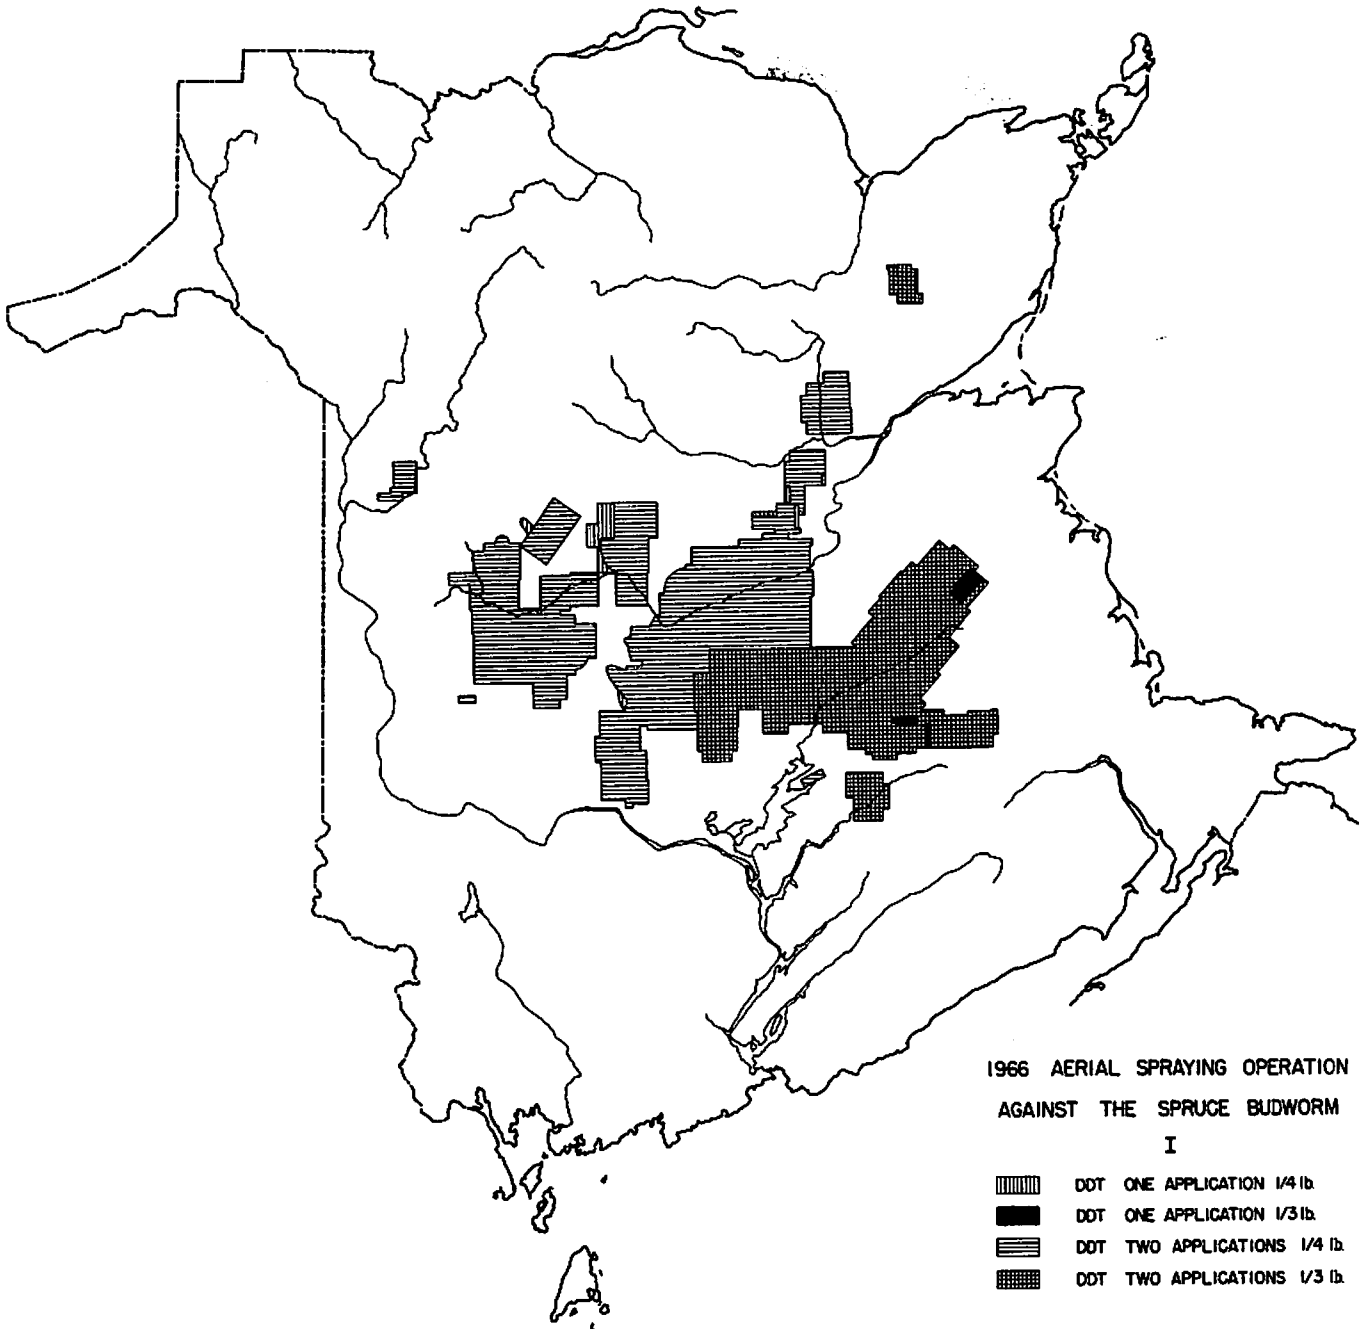 1966 AERIAL SPRAYING OPERATION
AGAINST THE SPRUCE BUDWORM
I
DDT ONE APPLICATION 1/4 lb.
DDT ONE APPLICATION 1/3 lb.
DDT TWO APPLICATIONS 1/4 lb.
DDT TWO APPLICATIONS 1/3 lb.